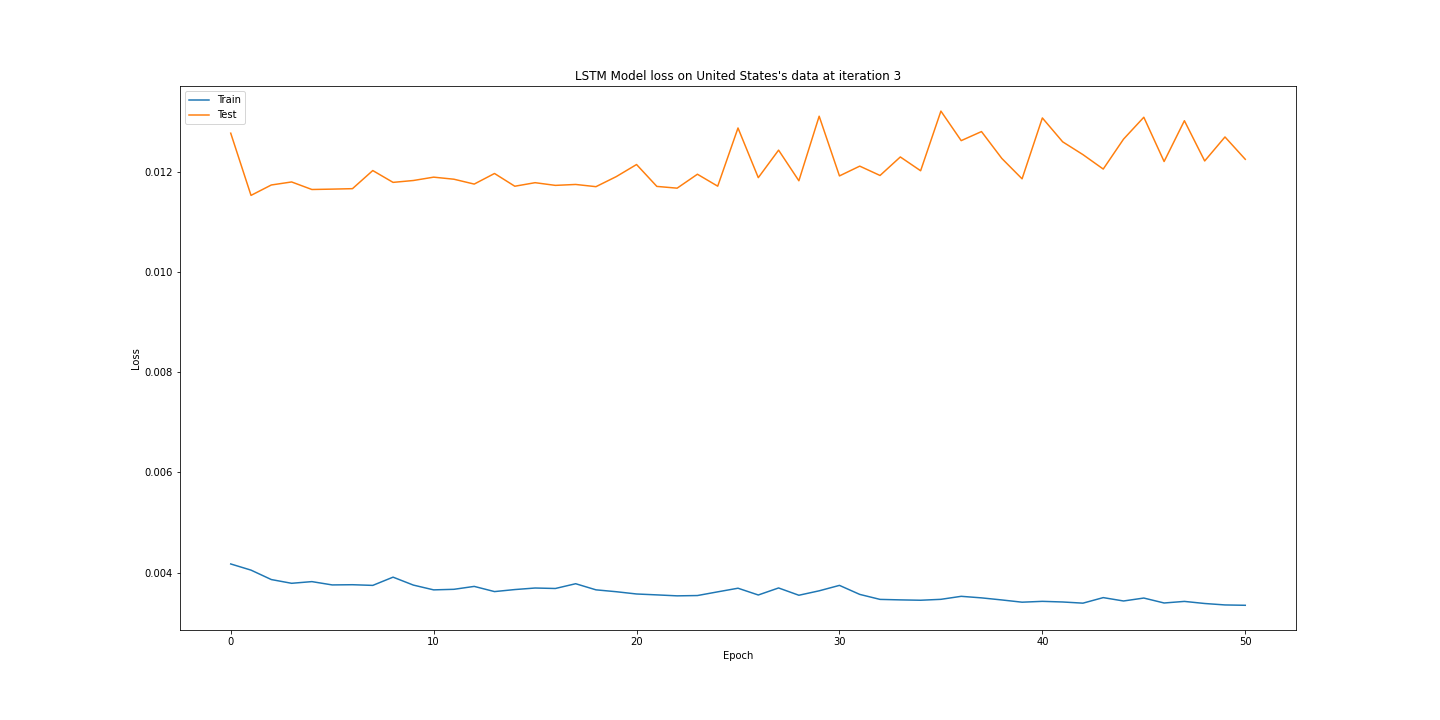 LSTM Model loss on United States's data at iteration 3
Train
Test
0.012
0.010
0.008
0.006
0.004
Loss
0 10 20 30 40 50
Epoch